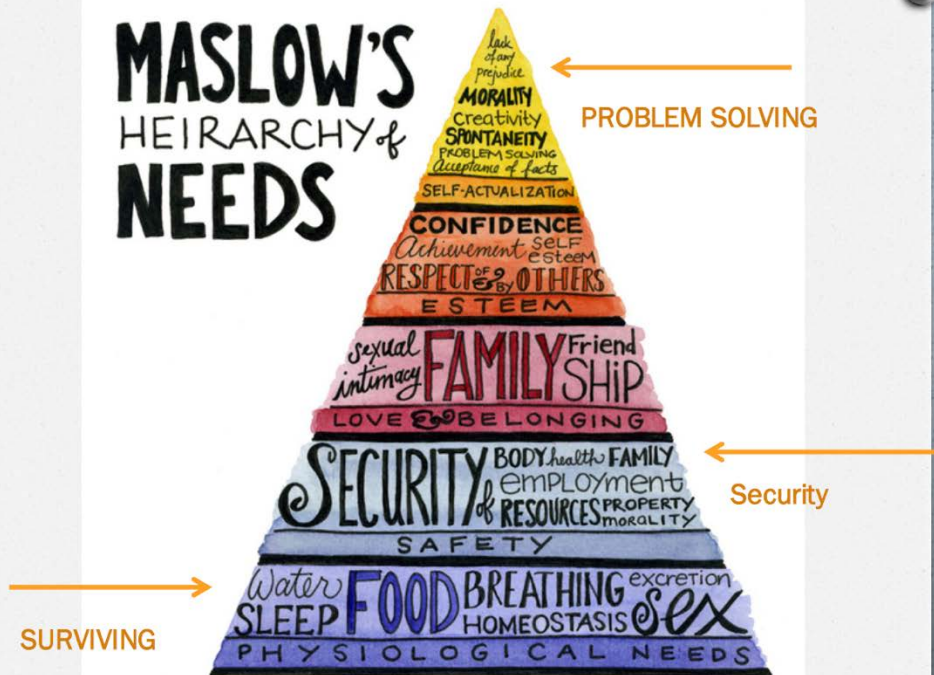 MASLOW'S
HEIRARCHY of
NEEDS
lack
of any
prejudice
MORALITY
Creativity
SPONTANEITY
PROBLEM SOLVING
Acceptance of facts
SELF-ACTUALIZATION
PROBLEM SOLVING
CONFIDENCE
Achievement SELF esteem
RESPECT OF & BY OTHERS
ESTEEM
sexual intimacy FAMILY Friend SHiP
LOVE & BELONGING
SECURITY of BODY health FAMILY
emPLOYmENT
RESOURCES PROPERTY
mORALiTY
SAFETY
Security
Water FOOD BREATHING excretion
SLEEP HOMEOSTASIS sex
PHYSIOLOGICAL NEEDS
SURVIVING